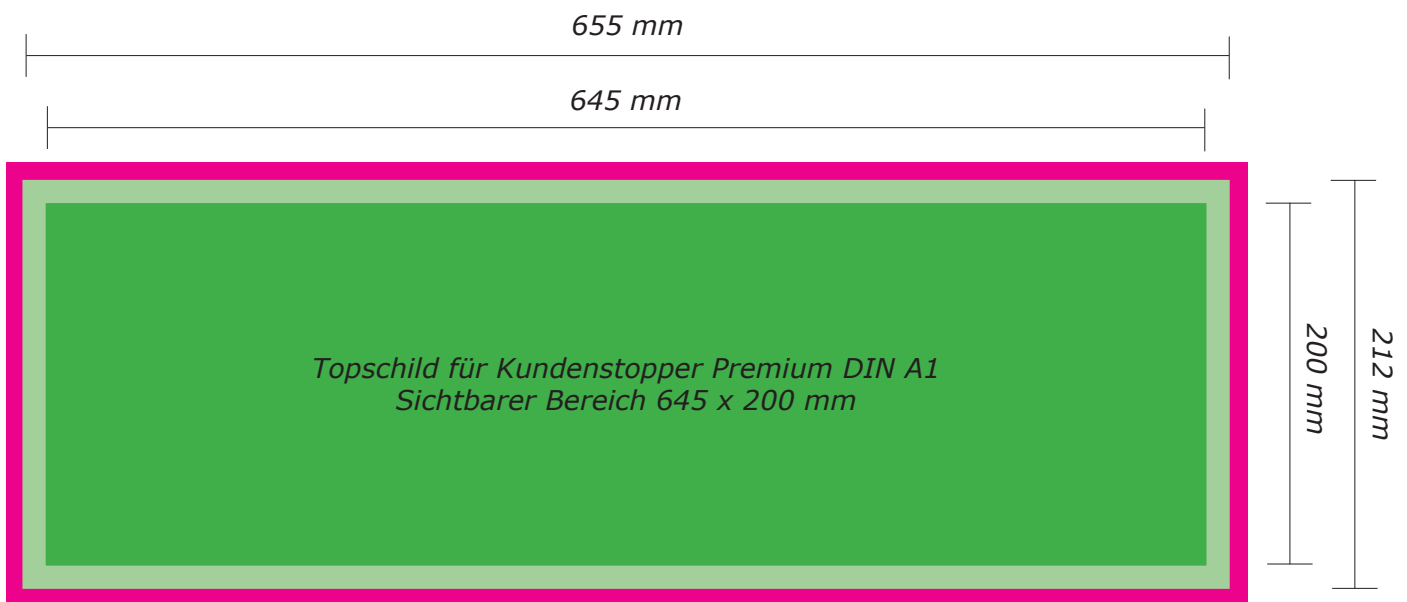 655 mm
645 mm
Topschild für Kundenstopper Premium DIN A1
Sichtbarer Bereich 645 x 200 mm
200 mm
212 mm